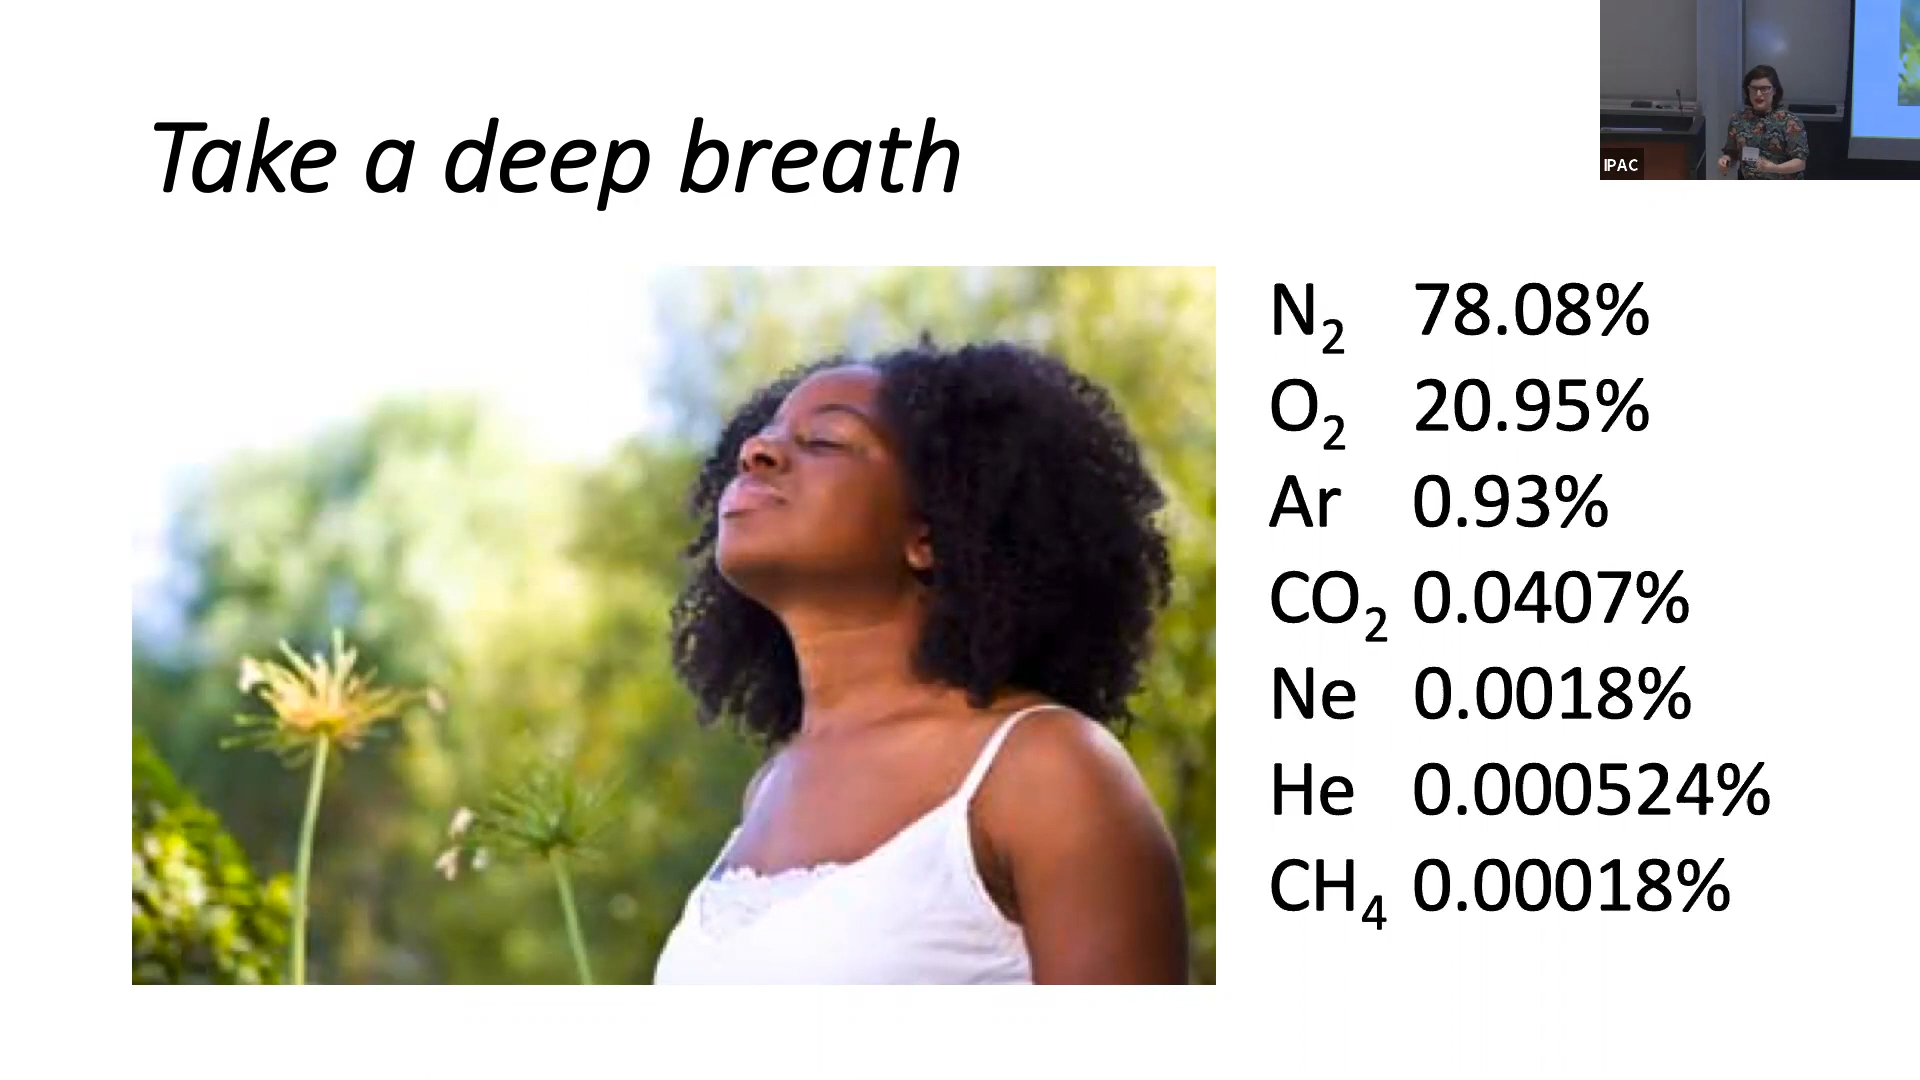 Take a deep breath
IPAC
N₂ 78.08%
O₂ 20.95%
Ar 0.93%
CO₂ 0.0407%
Ne 0.0018%
He 0.000524%
CH₄ 0.00018%